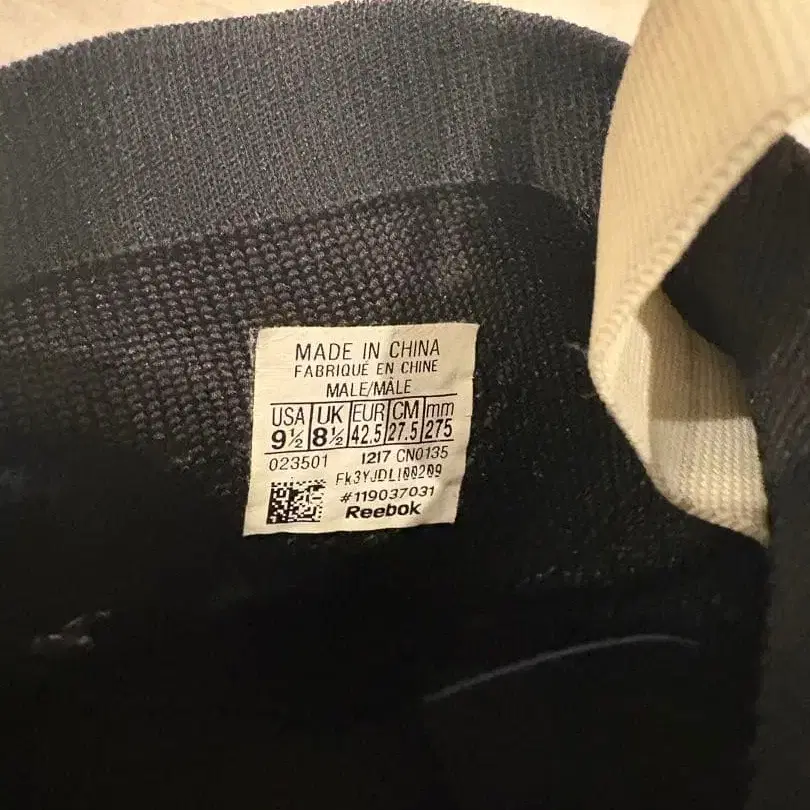 MADE IN CHINA
FABRIQUÉ EN CHINE
MALE/MÂLE
USA UK EUR CM mm
9½ 8½ 42.5 27.5 275
023501 1217 CN0135
Fk3YJDL100209
#119037031
Reebok